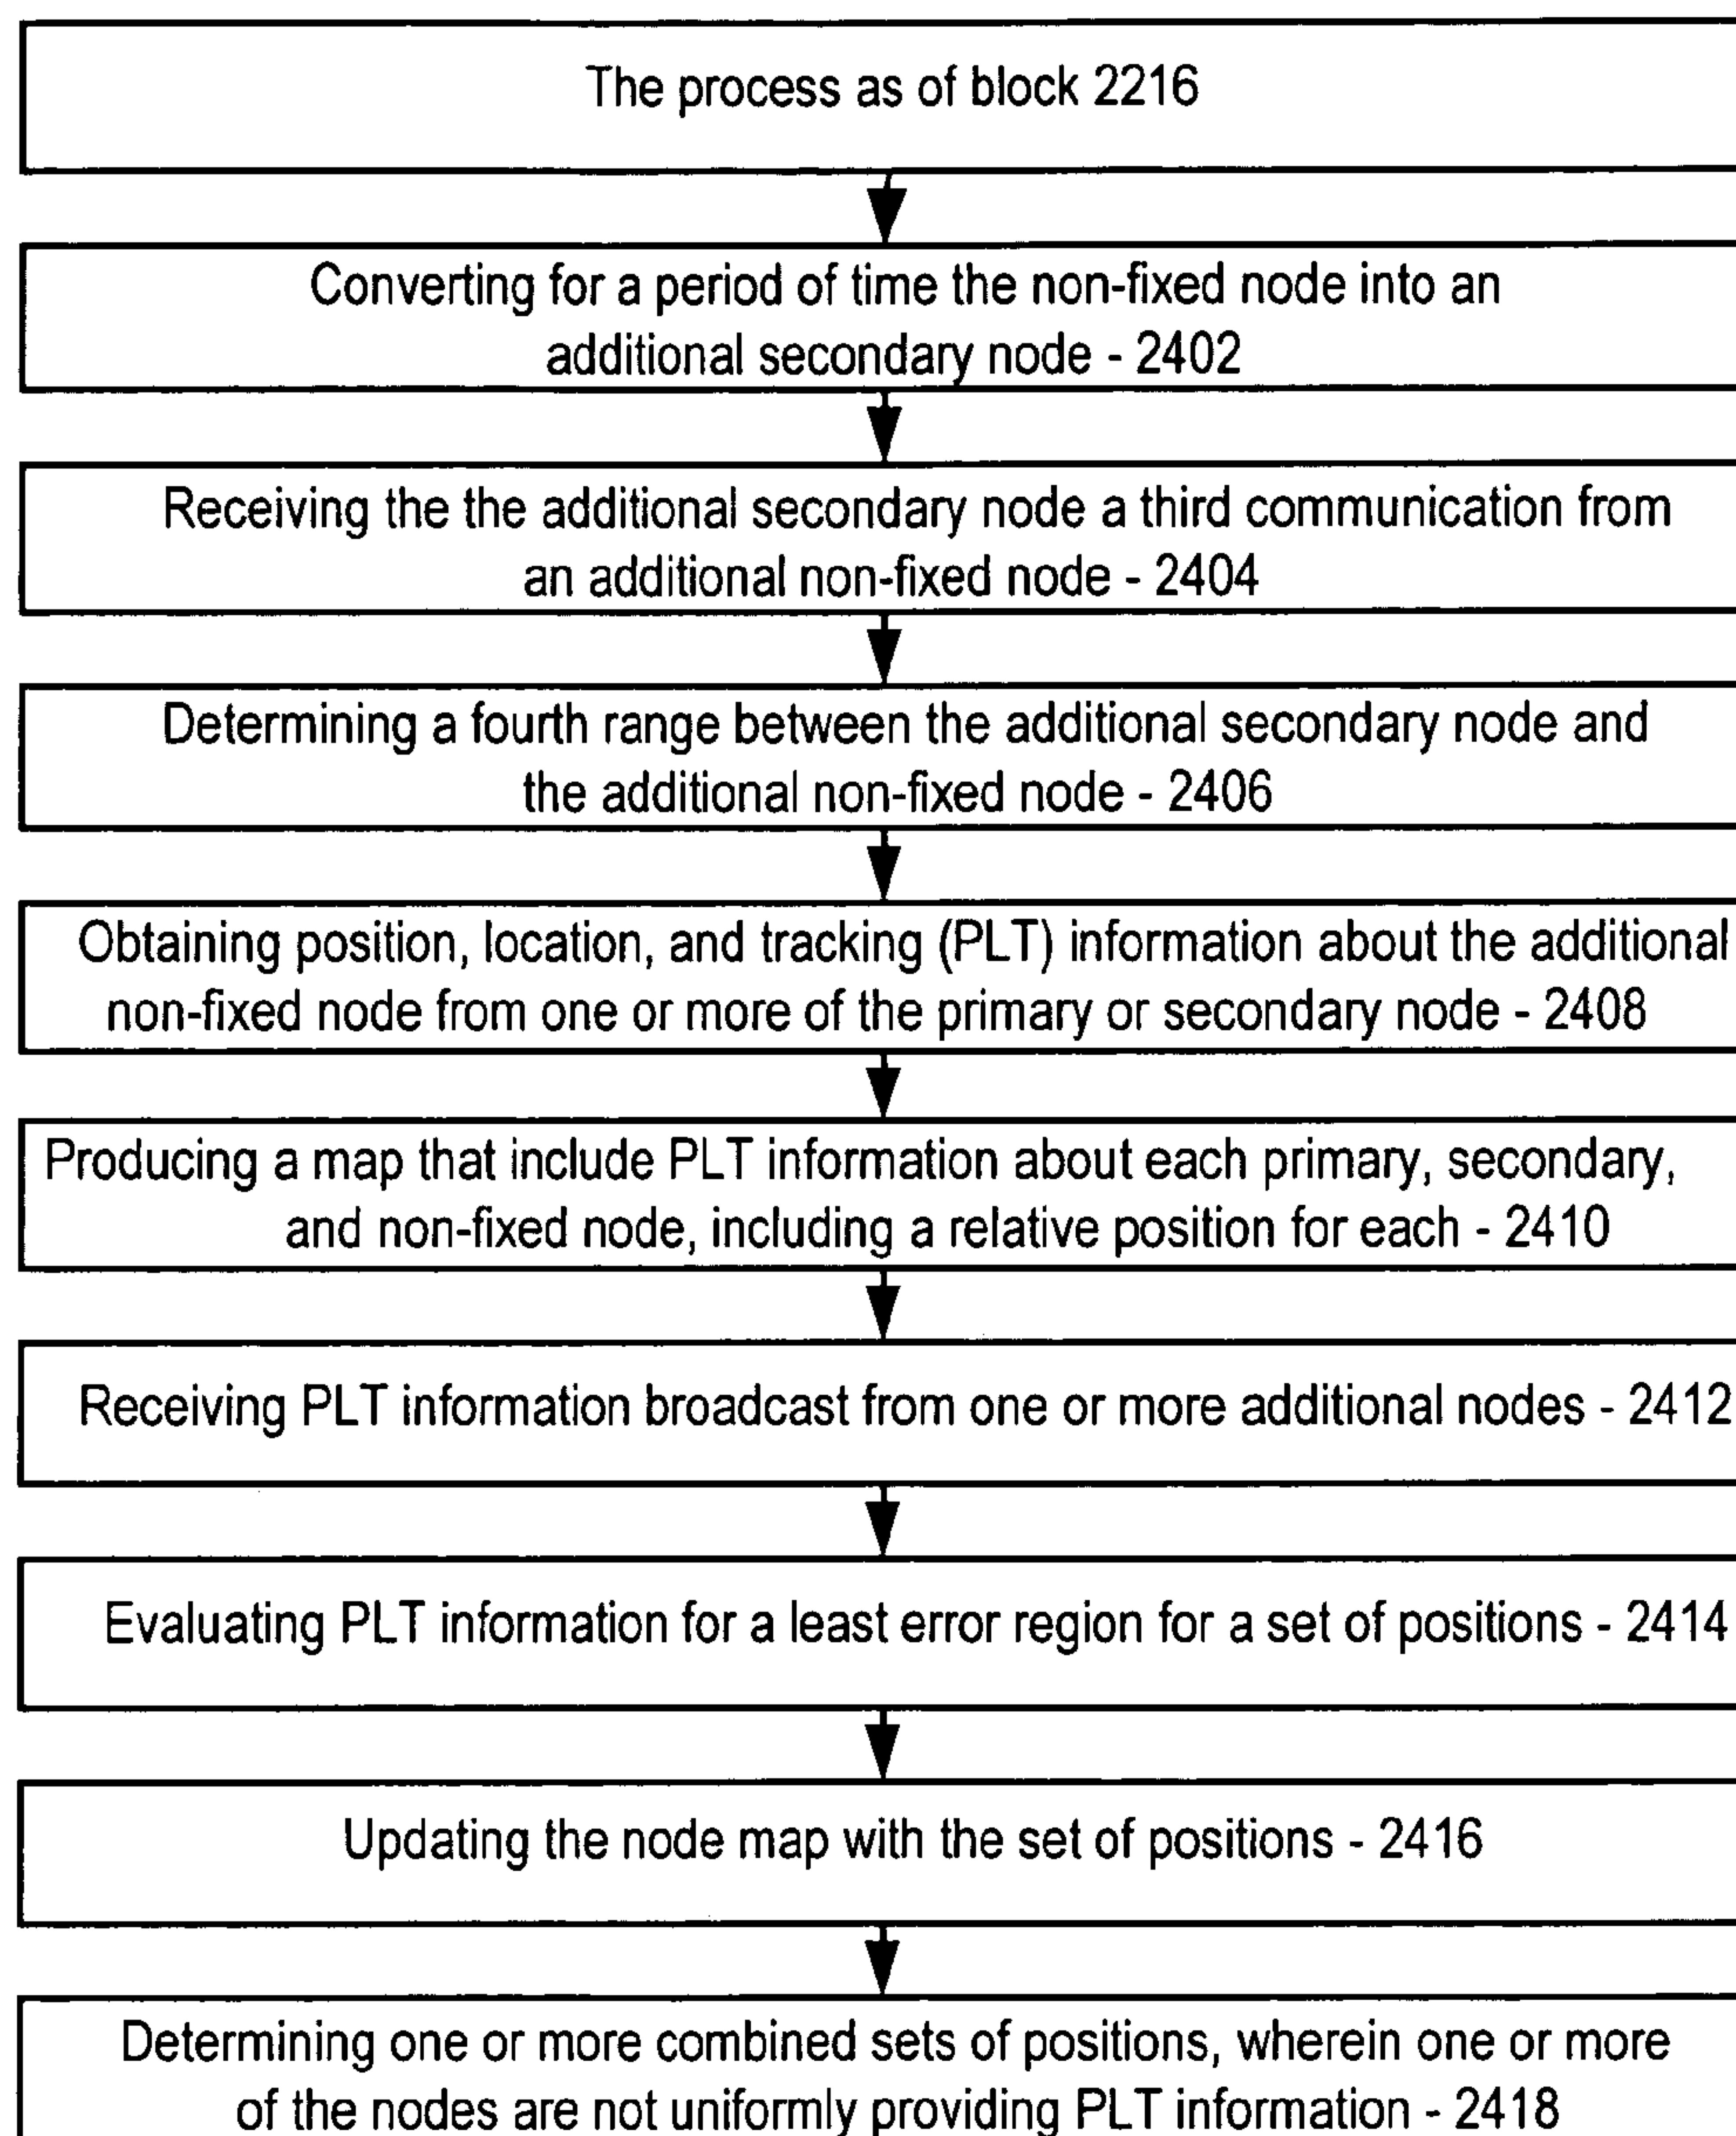 The process as of block 2216
Converting for a period of time the non-fixed node into an
additional secondary node - 2402
Receiving the the additional secondary node a third communication from
an additional non-fixed node - 2404
Determining a fourth range between the additional secondary node and
the additional non-fixed node - 2406
Obtaining position, location, and tracking (PLT) information about the additional
non-fixed node from one or more of the primary or secondary node - 2408
Producing a map that include PLT information about each primary, secondary,
and non-fixed node, including a relative position for each - 2410
Receiving PLT information broadcast from one or more additional nodes - 2412
Evaluating PLT information for a least error region for a set of positions - 2414
Updating the node map with the set of positions - 2416
Determining one or more combined sets of positions, wherein one or more
of the nodes are not uniformly providing PLT information - 2418